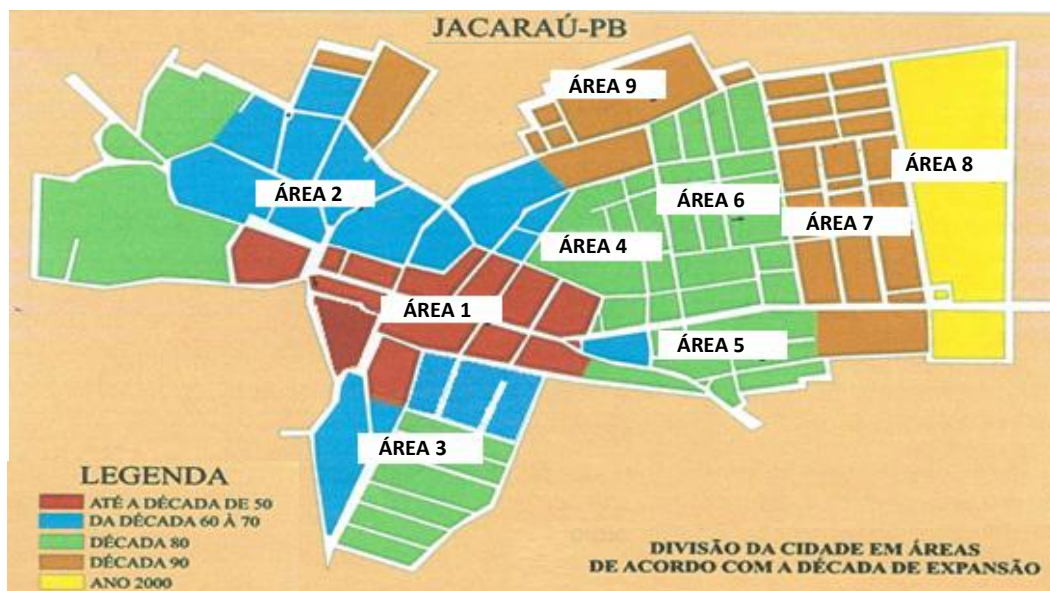 JACARAÚ-PB
ÁREA 9
ÁREA 8
ÁREA 2
ÁREA 6
ÁREA 7
ÁREA 4
ÁREA 1
ÁREA 5
ÁREA 3
LEGENDA
ATÉ A DÉCADA DE 50
DA DÉCADA 60 À 70
DÉCADA 80
DÉCADA 90
ANO 2000
DIVISÃO DA CIDADE EM ÁREAS
DE ACORDO COM A DÉCADA DE EXPANSÃO